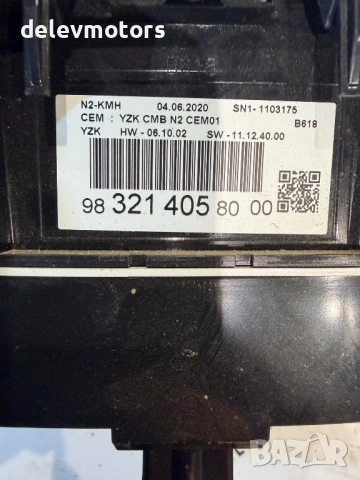 delevmotors
N2-KMH 04.06.2020 SN1-1103175
CEM : YZK CMB N2 CEM01 B618
YZK HW - 06.10.02 SW - 11.12.40.00
98 321 405 80 00
BAZAR